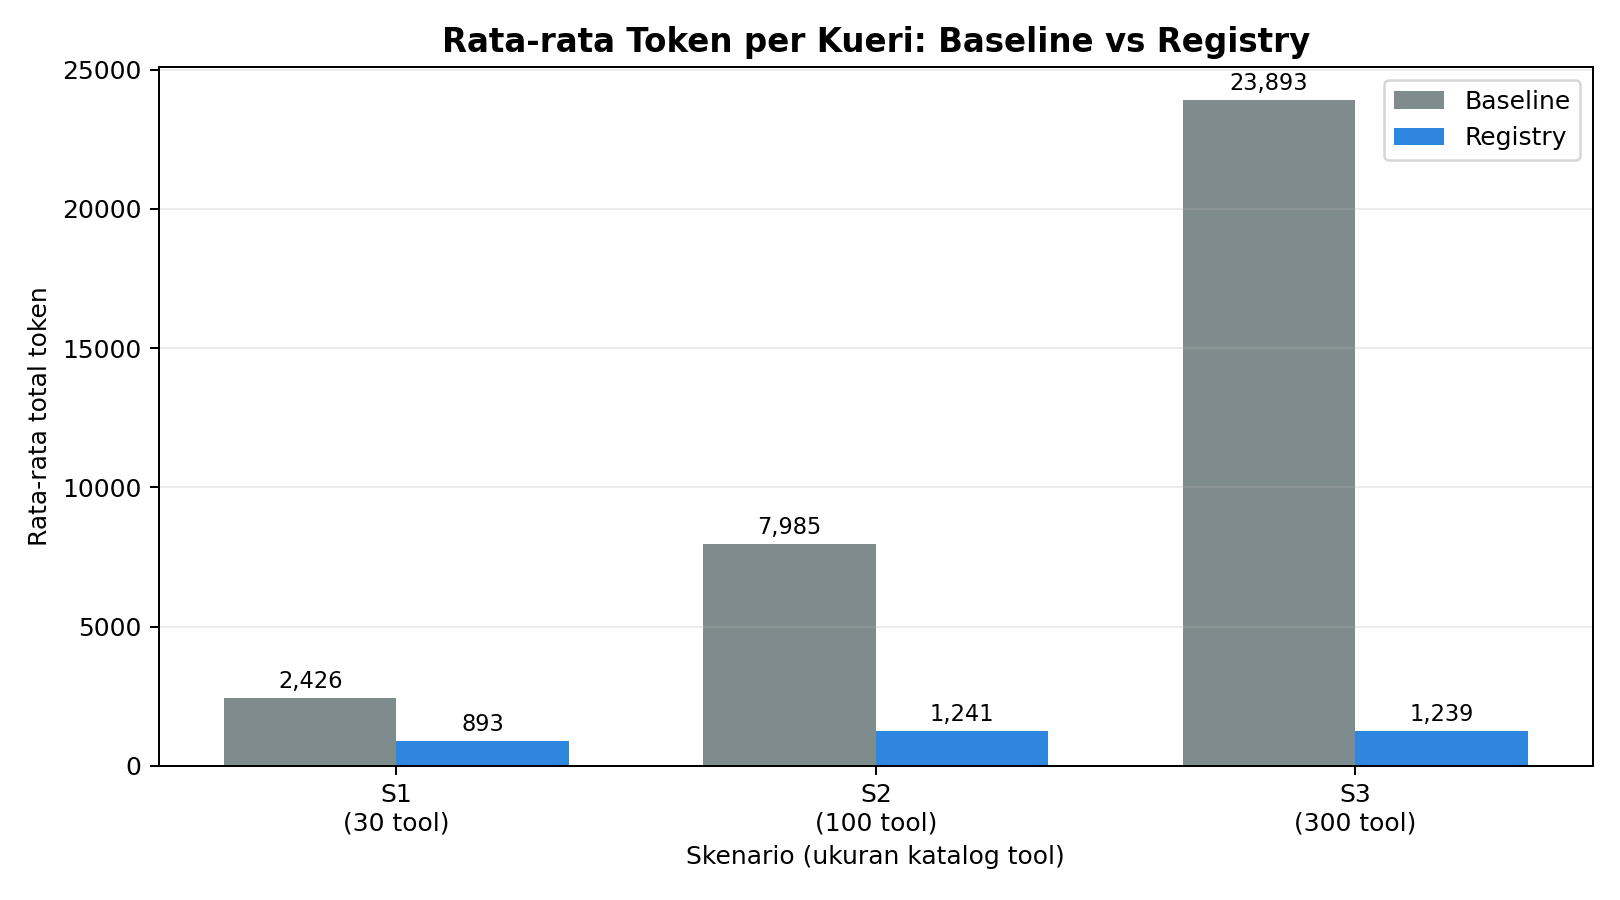 Rata-rata Token per Kueri: Baseline vs Registry
25000
20000
15000
10000
5000
0
Rata-rata total token
Baseline
Registry
2,426
893
7,985
1,241
23,893
1,239
S1
(30 tool)
S2
(100 tool)
S3
(300 tool)
Skenario (ukuran katalog tool)